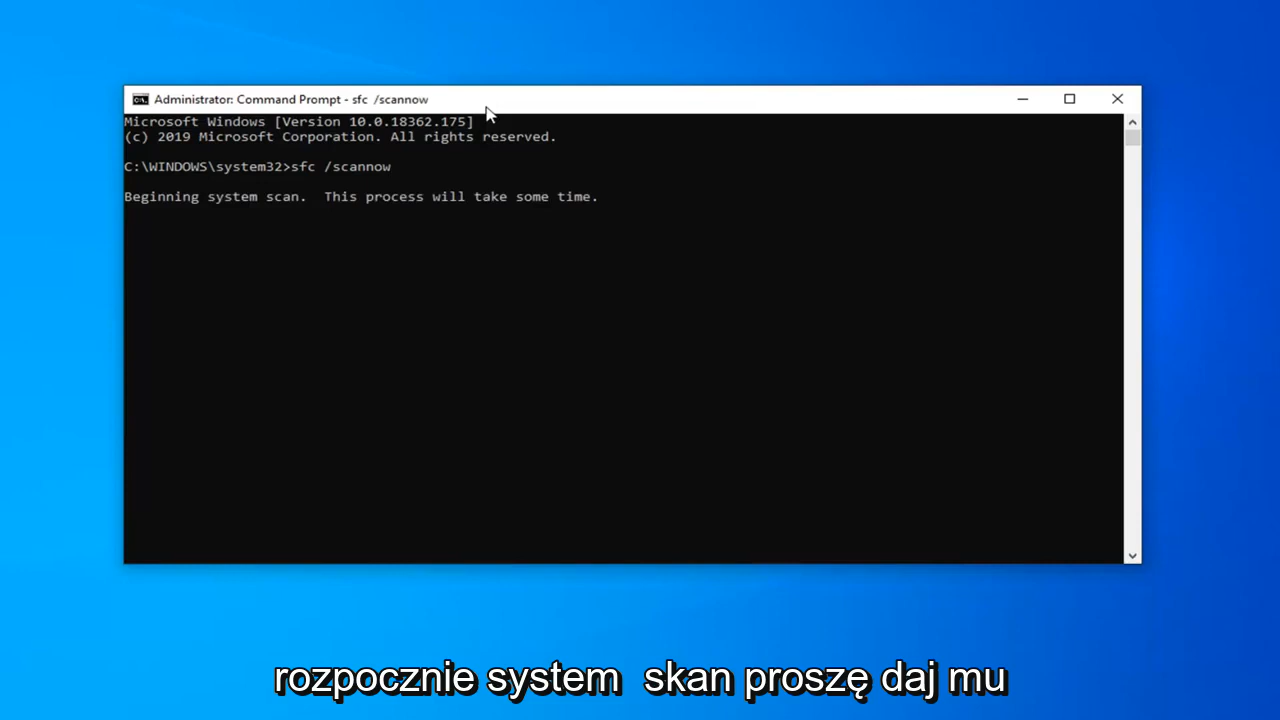 Administrator: Command Prompt - sfc  /scannow
Microsoft Windows [Version 10.0.18362.175]
(c) 2019 Microsoft Corporation. All rights reserved.
C:\WINDOWS\system32>sfc /scannow
Beginning system scan.  This process will take some time.
rozpocznie system  skan proszę daj mu